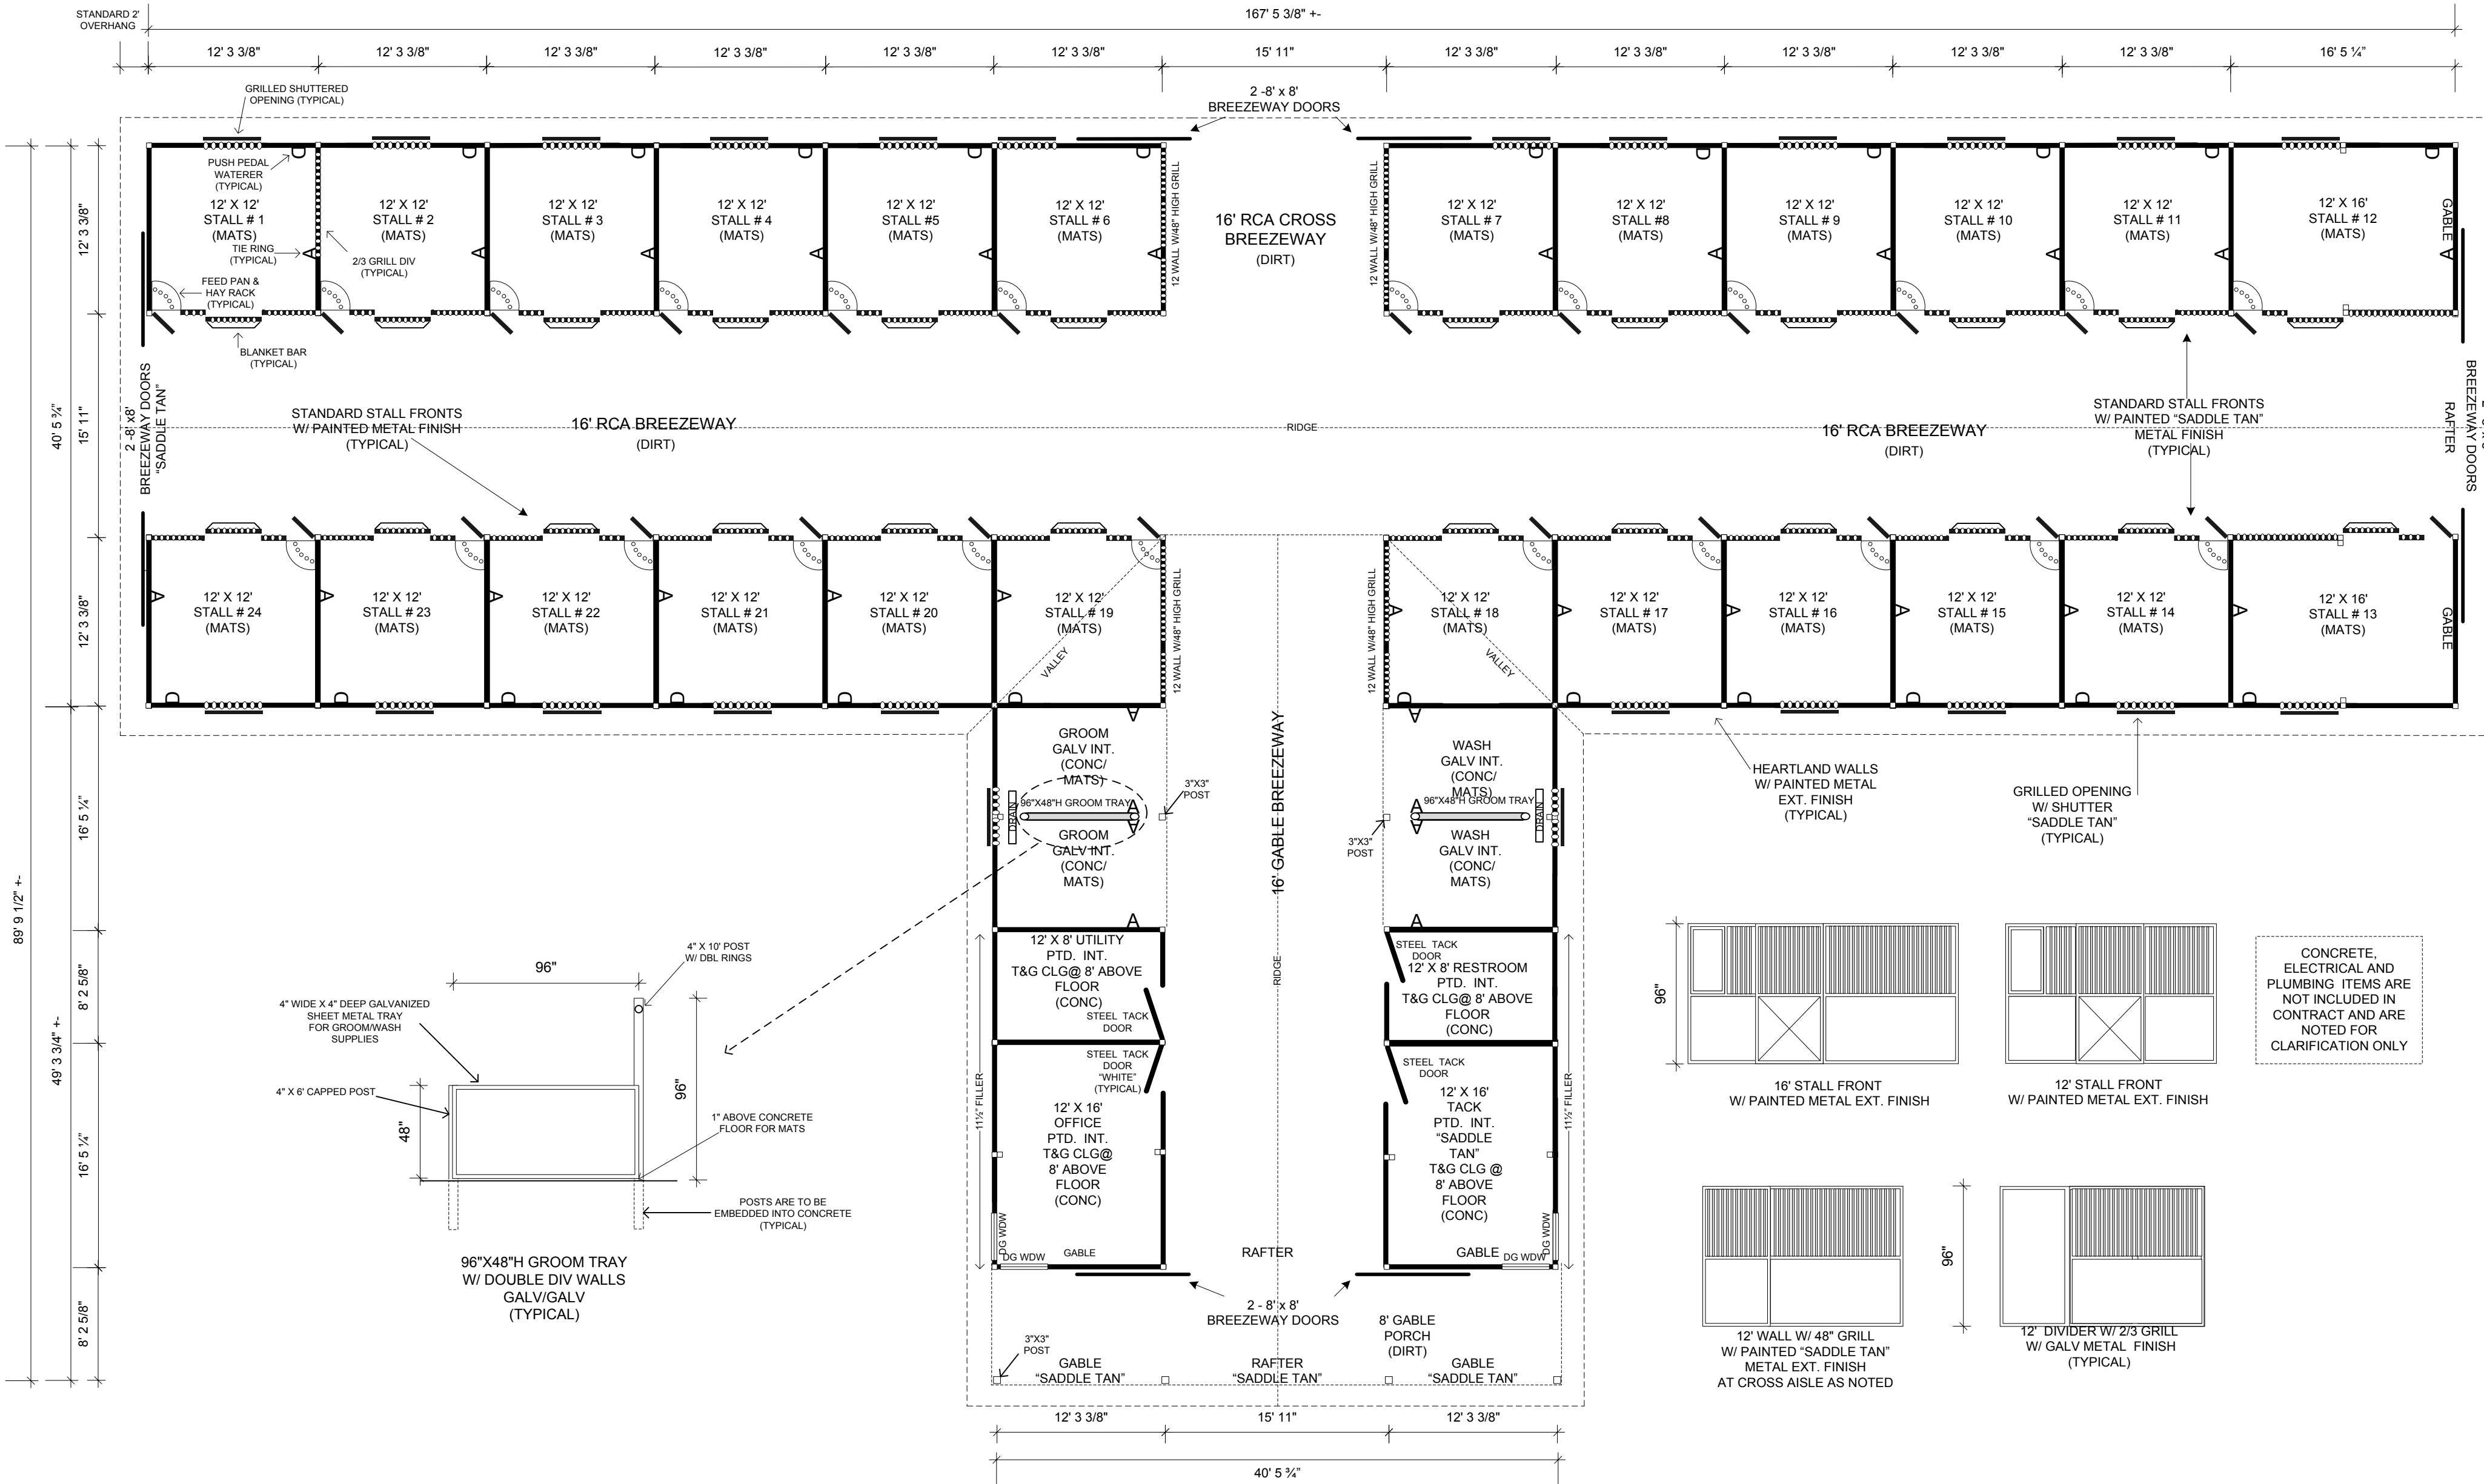 STANDARD 2'
OVERHANG
167' 5 3/8" +-
12' 3 3/8"
12' 3 3/8"
12' 3 3/8"
12' 3 3/8"
12' 3 3/8"
12' 3 3/8"
15' 11"
12' 3 3/8"
12' 3 3/8"
12' 3 3/8"
12' 3 3/8"
12' 3 3/8"
16' 5 ¼"
GRILLED SHUTTERED
OPENING (TYPICAL)
2 -8' x 8'
BREEZEWAY DOORS
PUSH PEDAL
WATERER
(TYPICAL)
12' X 12'
STALL # 1
(MATS)
12' X 12'
STALL # 2
(MATS)
12' X 12'
STALL # 3
(MATS)
12' X 12'
STALL # 4
(MATS)
12' X 12'
STALL #5
(MATS)
12' X 12'
STALL # 6
(MATS)
12 WALL W/48" HIGH GRILL
16' RCA CROSS
BREEZEWAY
(DIRT)
12 WALL W/48" HIGH GRILL
12' X 12'
STALL # 7
(MATS)
12' X 12'
STALL #8
(MATS)
12' X 12'
STALL # 9
(MATS)
12' X 12'
STALL # 10
(MATS)
12' X 12'
STALL # 11
(MATS)
12' X 16'
STALL # 12
(MATS)
GABLE
TIE RING
(TYPICAL)
2/3 GRILL DIV
(TYPICAL)
FEED PAN &
HAY RACK
(TYPICAL)
BLANKET BAR
(TYPICAL)
12' 3 3/8"
15' 11"
40' 5 ¾"
12' 3 3/8"
2 -8' x8'
BREEZEWAY DOORS
"SADDLE TAN"
STANDARD STALL FRONTS
W/ PAINTED METAL FINISH
(TYPICAL)
16' RCA BREEZEWAY
(DIRT)
RIDGE
16' RCA BREEZEWAY
(DIRT)
STANDARD STALL FRONTS
W/ PAINTED "SADDLE TAN"
METAL FINISH
(TYPICAL)
RAFTER
BREEZEWAY DOORS
12' X 12'
STALL # 24
(MATS)
12' X 12'
STALL # 23
(MATS)
12' X 12'
STALL # 22
(MATS)
12' X 12'
STALL # 21
(MATS)
12' X 12'
STALL # 20
(MATS)
12' X 12'
STALL # 19
(MATS)
VALLEY
12 WALL W/48" HIGH GRILL
12 WALL W/48" HIGH GRILL
12' X 12'
STALL # 18
(MATS)
VALLEY
12' X 12'
STALL # 17
(MATS)
12' X 12'
STALL # 16
(MATS)
12' X 12'
STALL # 15
(MATS)
12' X 12'
STALL # 14
(MATS)
12' X 16'
STALL # 13
(MATS)
GABLE
89' 9 1/2" +-
49' 3 3/4" +-
16' 5 ¼"
8' 2 5/8"
16' 5 ¼"
8' 2 5/8"
GROOM
GALV INT.
(CONC/
MATS)
96"X48"H GROOM TRAY
DRAIN
GROOM
GALV INT.
(CONC/
MATS)
3"X3"
POST
16' GABLE BREEZEWAY
RIDGE
3"X3"
POST
WASH
GALV INT.
(CONC/
MATS)
96"X48"H GROOM TRAY
DRAIN
WASH
GALV INT.
(CONC/
MATS)
HEARTLAND WALLS
W/ PAINTED METAL
EXT. FINISH
(TYPICAL)
GRILLED OPENING
W/ SHUTTER
"SADDLE TAN"
(TYPICAL)
12' X 8' UTILITY
PTD. INT.
T&G CLG@ 8' ABOVE
FLOOR
(CONC)
STEEL TACK
DOOR
STEEL TACK
DOOR
"WHITE"
(TYPICAL)
12' X 16'
OFFICE
PTD. INT.
T&G CLG@
8' ABOVE
FLOOR
(CONC)
11½" FILLER
DG WDW
DG WDW
GABLE
STEEL TACK
DOOR
12' X 8' RESTROOM
PTD. INT.
T&G CLG@ 8' ABOVE
FLOOR
(CONC)
STEEL TACK
DOOR
12' X 16'
TACK
PTD. INT.
"SADDLE
TAN"
T&G CLG @
8' ABOVE
FLOOR
(CONC)
11½" FILLER
DG WDW
GABLE
DG WDW
RAFTER
2 - 8' x 8'
BREEZEWAY DOORS
8' GABLE
PORCH
(DIRT)
3"X3"
POST
GABLE
"SADDLE TAN"
RAFTER
"SADDLE TAN"
GABLE
"SADDLE TAN"
12' 3 3/8"
15' 11"
12' 3 3/8"
40' 5 ¾"
96"
4" X 10' POST
W/ DBL RINGS
4" WIDE X 4" DEEP GALVANIZED
SHEET METAL TRAY
FOR GROOM/WASH
SUPPLIES
4" X 6' CAPPED POST
48"
96"
1" ABOVE CONCRETE
FLOOR FOR MATS
POSTS ARE TO BE
EMBEDDED INTO CONCRETE
(TYPICAL)
96"X48"H GROOM TRAY
W/ DOUBLE DIV WALLS
GALV/GALV
(TYPICAL)
96"
16' STALL FRONT
W/ PAINTED METAL EXT. FINISH
12' STALL FRONT
W/ PAINTED METAL EXT. FINISH
CONCRETE,
ELECTRICAL AND
PLUMBING ITEMS ARE
NOT INCLUDED IN
CONTRACT AND ARE
NOTED FOR
CLARIFICATION ONLY
12' WALL W/ 48" GRILL
W/ PAINTED "SADDLE TAN"
METAL EXT. FINISH
AT CROSS AISLE AS NOTED
96"
12' DIVIDER W/ 2/3 GRILL
W/ GALV METAL FINISH
(TYPICAL)